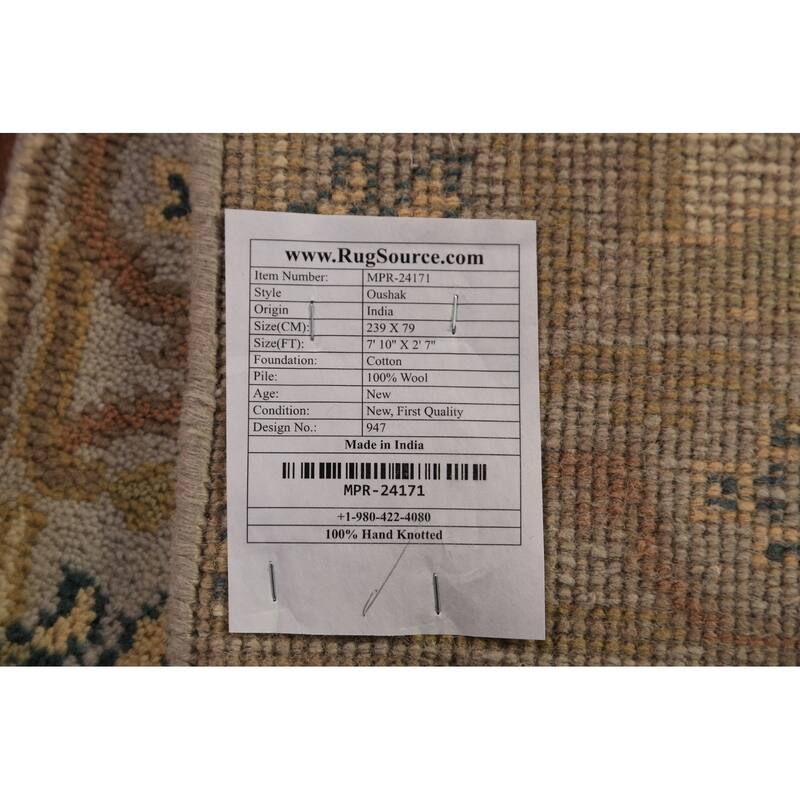 www.RugSource.com
Item Number: MPR-24171
Style Oushak
Origin India
Size(CM): 239 X 79
Size(FT): 7' 10" X 2' 7"
Foundation: Cotton
Pile: 100% Wool
Age: New
Condition: New, First Quality
Design No.: 947
Made in India
MPR-24171
+1-980-422-4080
100% Hand Knotted